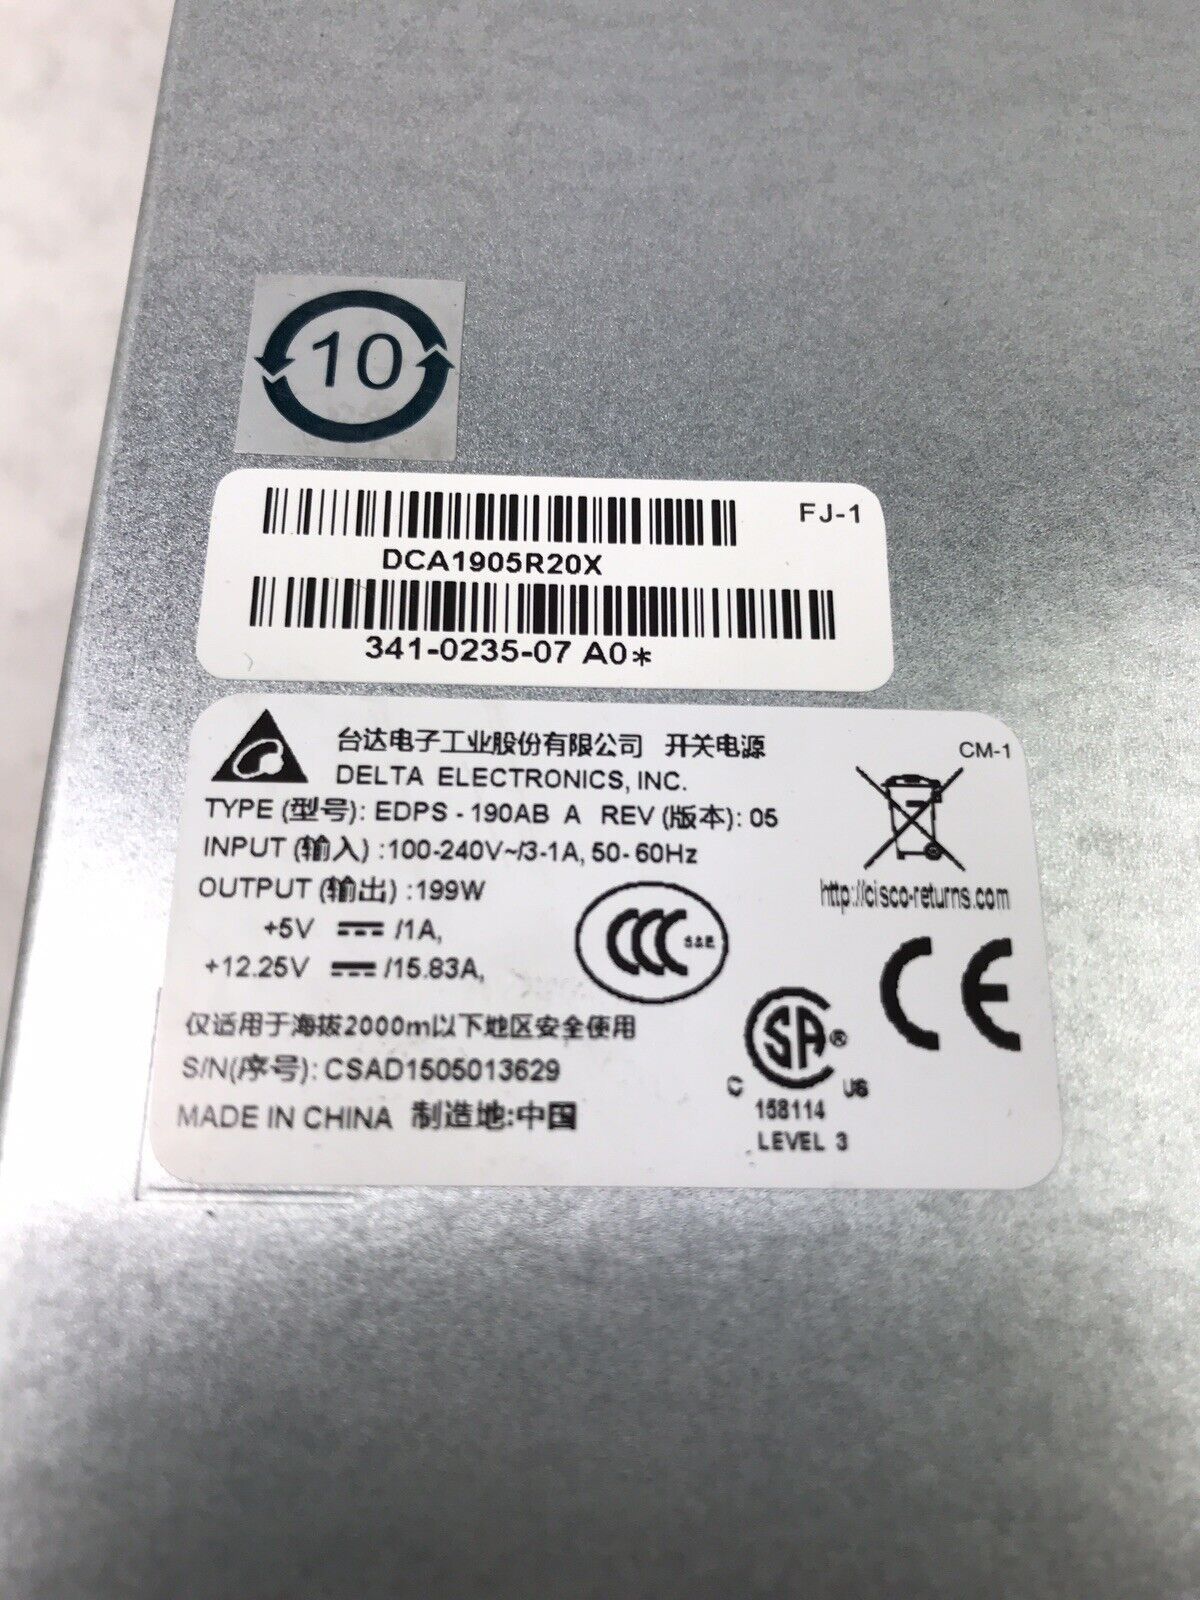 10
FJ-1
DCA1905R20X
341-0235-07 A0*
台达电子工业股份有限公司 开关电源
CM-1
DELTA ELECTRONICS, INC.
TYPE (型号): EDPS - 190AB A REV (版本): 05
INPUT (输入) :100-240V~/3-1A, 50-60Hz
OUTPUT (输出) :199W
http://cisco-returns.com
+5V ⎓ /1A,
CCC S&E
+12.25V ⎓ /15.83A,
CE
仅适用于海拔2000m以下地区安全使用
SA ®
S/N(序号): CSAD1505013629
C US
MADE IN CHINA 制造地:中国
158114
LEVEL 3